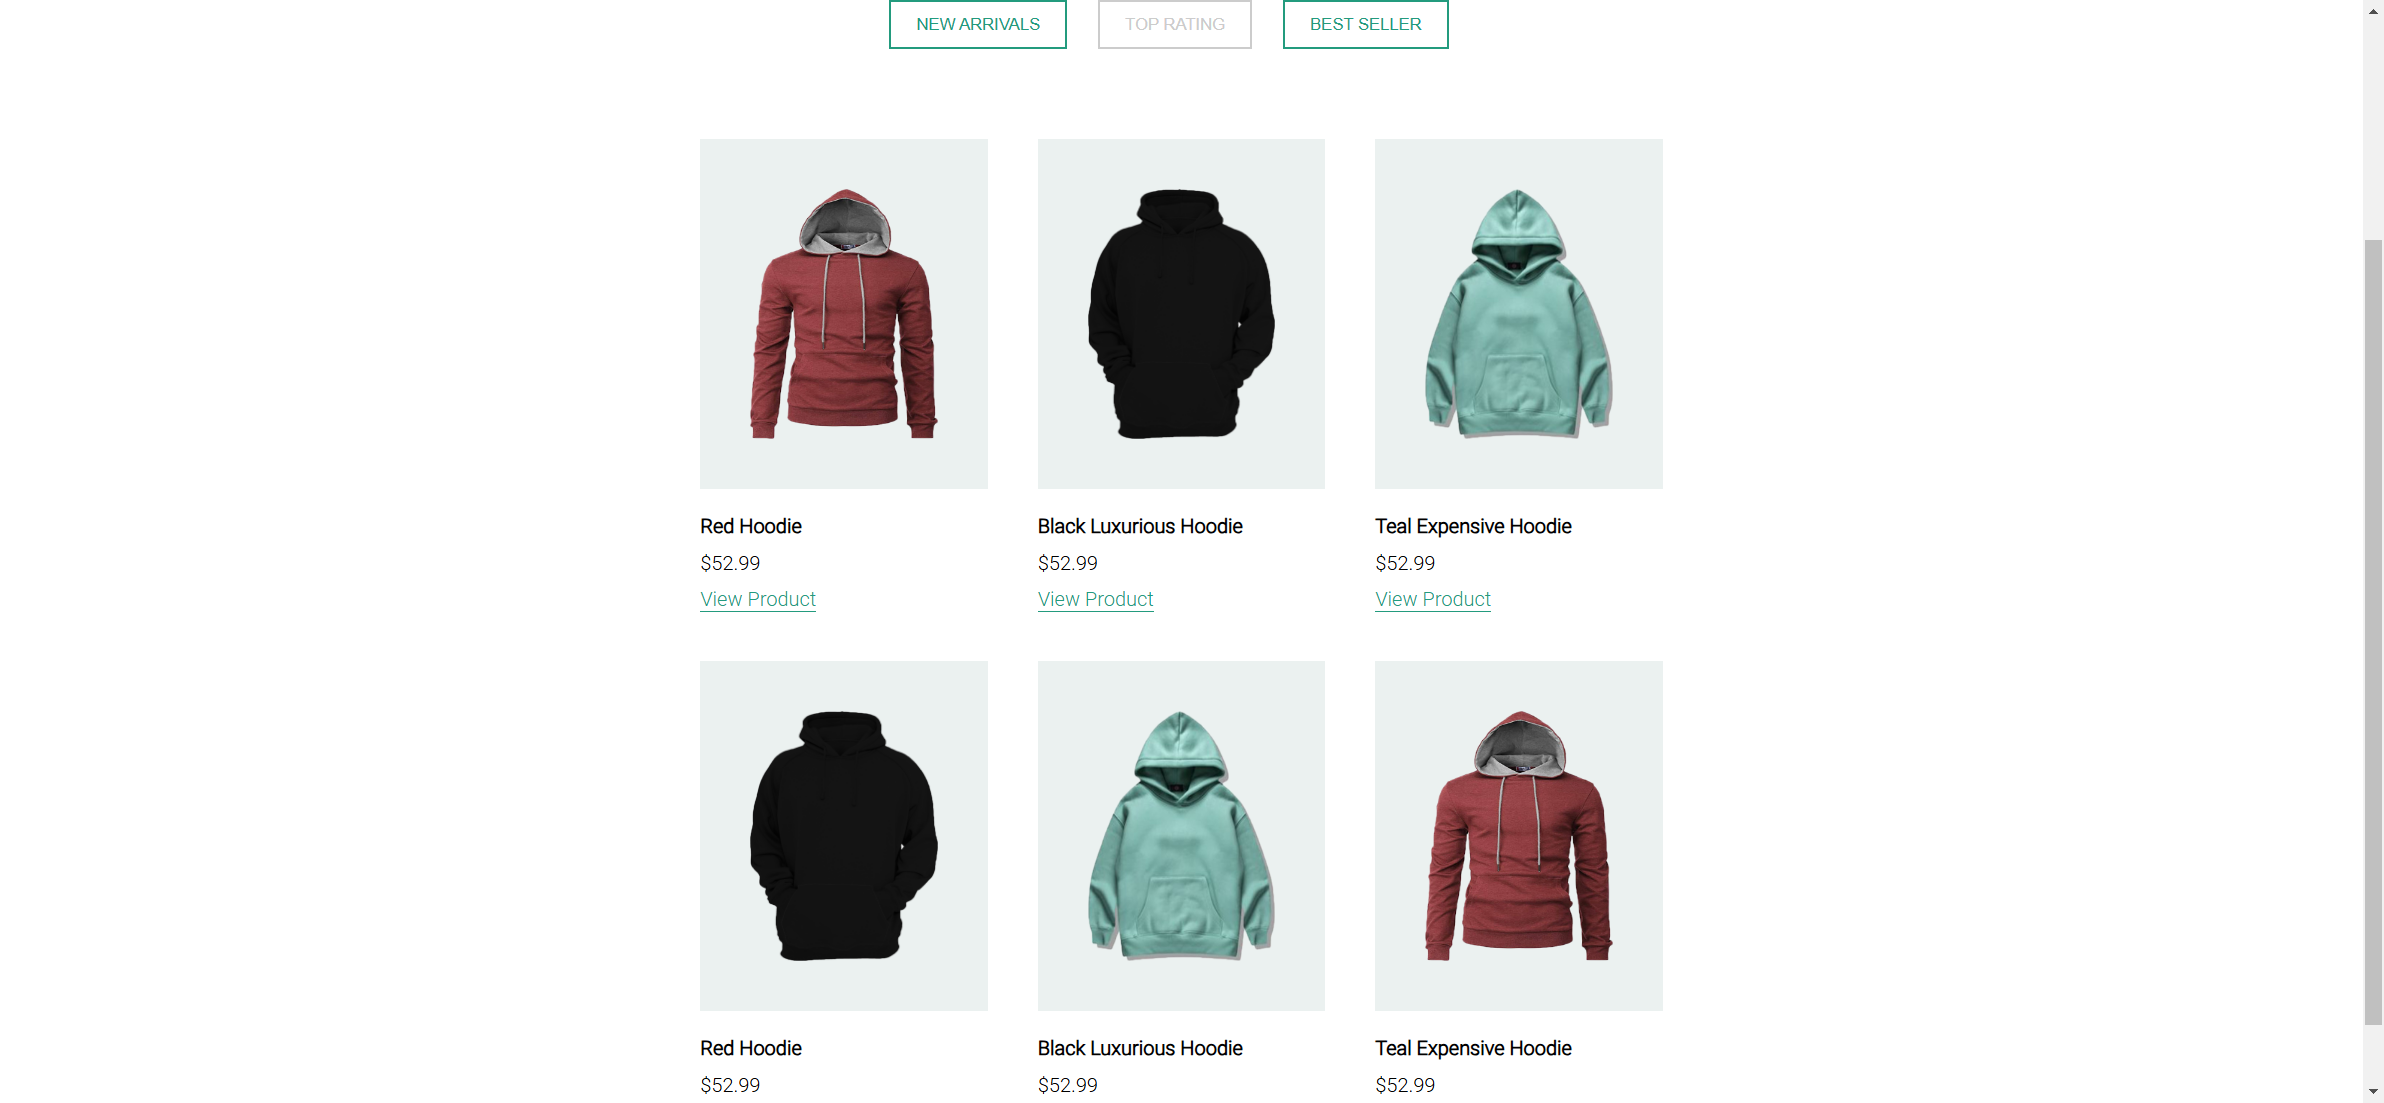 NEW ARRIVALS
TOP RATING
BEST SELLER
Red Hoodie
$52.99
View Product
Black Luxurious Hoodie
$52.99
View Product
Teal Expensive Hoodie
$52.99
View Product
Red Hoodie
$52.99
Black Luxurious Hoodie
$52.99
Teal Expensive Hoodie
$52.99